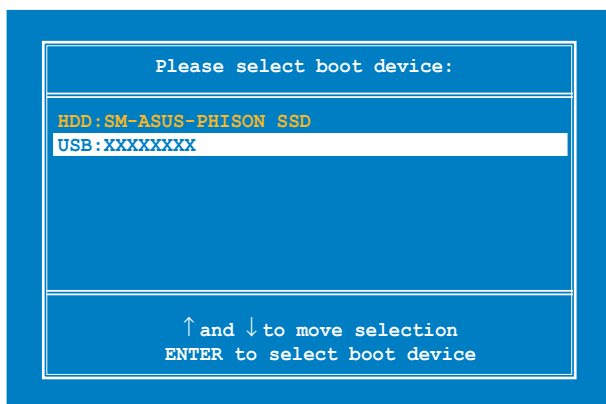 Please select boot device:
HDD:SM-ASUS-PHISON SSD
USB:XXXXXXXX
↑ and ↓ to move selection
ENTER to select boot device